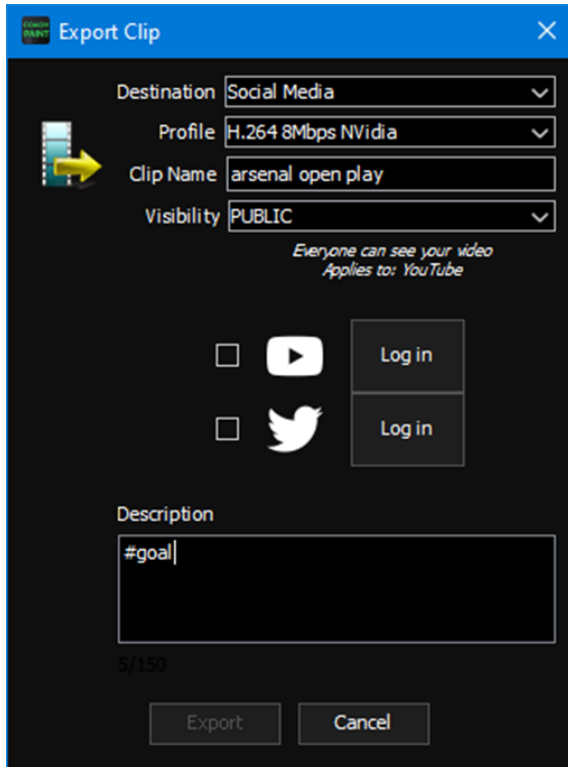 COACH
PAINT
Export Clip
Destination Social Media
Profile H.264 8Mbps NVidia
Clip Name arsenal open play
Visibility PUBLIC
Everyone can see your video
Applies to: YouTube
Log in
Log in
Description
#goal
5/150
Export Cancel